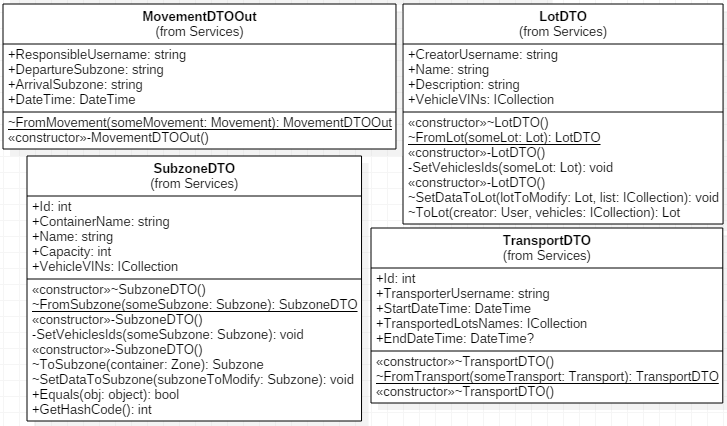 MovementDTOOut
(from Services)
+ResponsibleUsername: string
+DepartureSubzone: string
+ArrivalSubzone: string
+DateTime: DateTime
~FromMovement(someMovement: Movement): MovementDTOOut
«constructor»-MovementDTOOut()
LotDTO
(from Services)
+CreatorUsername: string
+Name: string
+Description: string
+VehicleVINs: ICollection
«constructor»~LotDTO()
~FromLot(someLot: Lot): LotDTO
«constructor»-LotDTO()
-SetVehiclesIds(someLot: Lot): void
«constructor»-LotDTO()
~SetDataToLot(lotToModify: Lot, list: ICollection): void
~ToLot(creator: User, vehicles: ICollection): Lot
SubzoneDTO
(from Services)
+Id: int
+ContainerName: string
+Name: string
+Capacity: int
+VehicleVINs: ICollection
«constructor»~SubzoneDTO()
~FromSubzone(someSubzone: Subzone): SubzoneDTO
«constructor»-SubzoneDTO()
-SetVehiclesIds(someSubzone: Subzone): void
«constructor»-SubzoneDTO()
~ToSubzone(container: Zone): Subzone
~SetDataToSubzone(subzoneToModify: Subzone): void
+Equals(obj: object): bool
+GetHashCode(): int
TransportDTO
(from Services)
+Id: int
+TransporterUsername: string
+StartDateTime: DateTime
+TransportedLotsNames: ICollection
+EndDateTime: DateTime?
«constructor»~TransportDTO()
~FromTransport(someTransport: Transport): TransportDTO
«constructor»~TransportDTO()